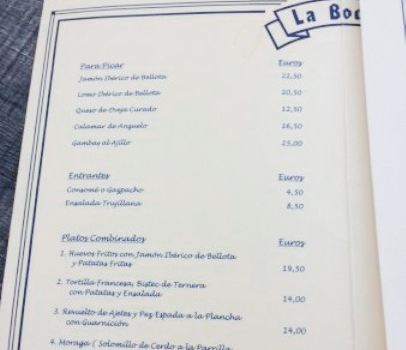 La Boc
Para Picar Euros
Jamón Ibérico de Bellota 22,50
Lomo Ibérico de Bellota 20,50
Queso de Oveja Curado 12,50
Calamar de Anzuelo 16,50
Gambas al Ajillo 25,00
Entrantes Euros
Consomé o Gaspacho 4,50
Ensalada Trujillana 8,50
Platos Combinados Euros
1. Huevos Fritos con Jamón Ibérico de Bellota
y Patatas Fritas 19,50
2. Tortilla Francesa, Bistec de Ternera
con Patatas y Ensalada 14,00
3. Revuelto de Ajetes y Pez Espada a la Plancha
con Guarnición 14,00
4. Moraga ( Solomillo de Cerdo a la Parrilla